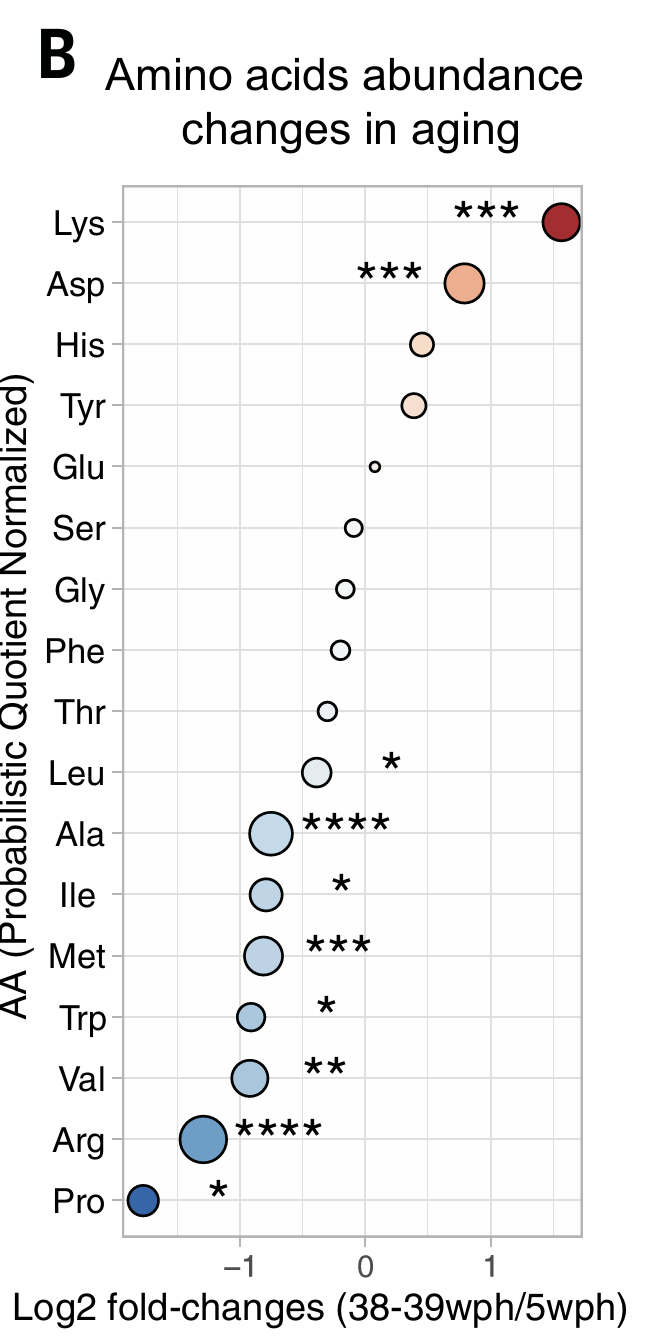 B
Amino acids abundance
changes in aging
AA (Probabilistic Quotient Normalized)
Lys ***
Asp ***
His
Tyr
Glu
Ser
Gly
Phe
Thr
Leu *
Ala ****
Ile *
Met ***
Trp *
Val **
Arg ****
Pro *
−1 0 1
Log2 fold-changes (38-39wph/5wph)